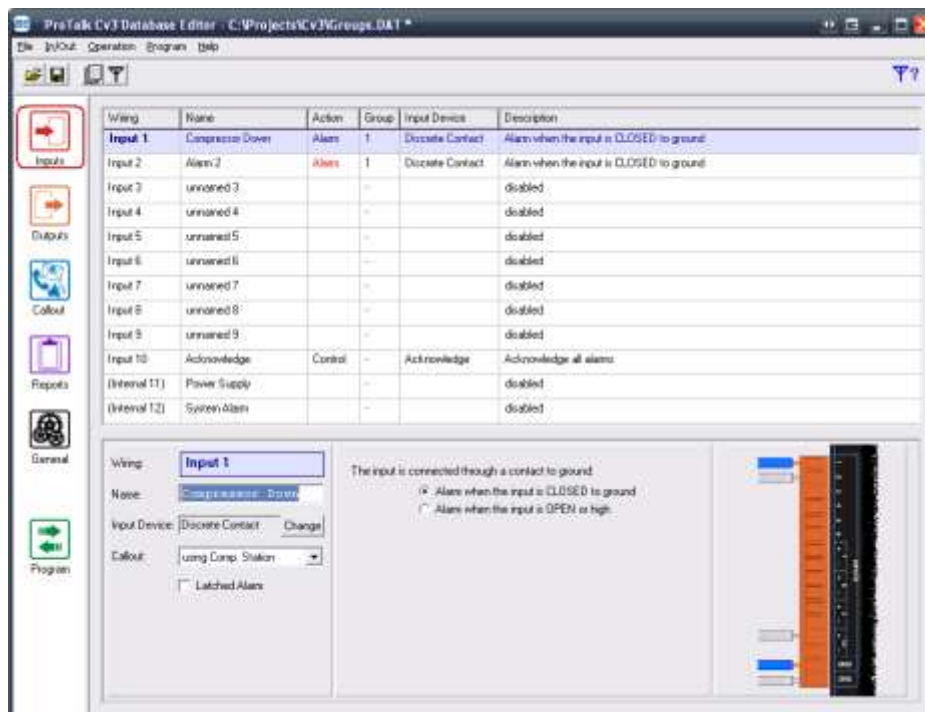 ProTalk Cv3 Database Editor - C:\Projects\Cv3\Groups.DAT *
File In/Out Operation Program Help
Wiring Name Action Group Input Device Description
Input 1 Compressor Down Alarm 1 Discrete Contact Alarm when the input is CLOSED to ground
Input 2 Alarm 2 Alarm 1 Discrete Contact Alarm when the input is CLOSED to ground
Input 3 unnamed 3 - disabled
Input 4 unnamed 4 - disabled
Input 5 unnamed 5 - disabled
Input 6 unnamed 6 - disabled
Input 7 unnamed 7 - disabled
Input 8 unnamed 8 - disabled
Input 9 unnamed 9 - disabled
Input 10 Acknowledge Control - Acknowledge Acknowledge all alarms
(Internal 11) Power Supply - disabled
(Internal 12) System Alarm - disabled
Inputs
Outputs
Callout
Reports
General
Program
Wiring: Input 1
Name: Compressor Down
Input Device: Discrete Contact Change
Callout: using Comp. Station
Latched Alarm
The input is connected through a contact to ground
Alarm when the input is CLOSED to ground
Alarm when the input is OPEN or high